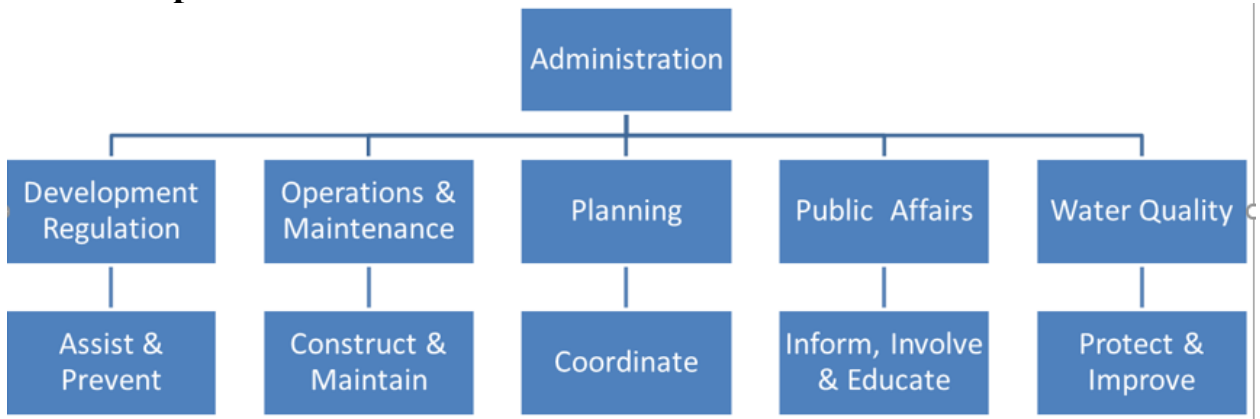 Administration
Development
Regulation
Operations &
Maintenance
Planning
Public Affairs
Water Quality
Assist &
Prevent
Construct &
Maintain
Coordinate
Inform, Involve
& Educate
Protect &
Improve